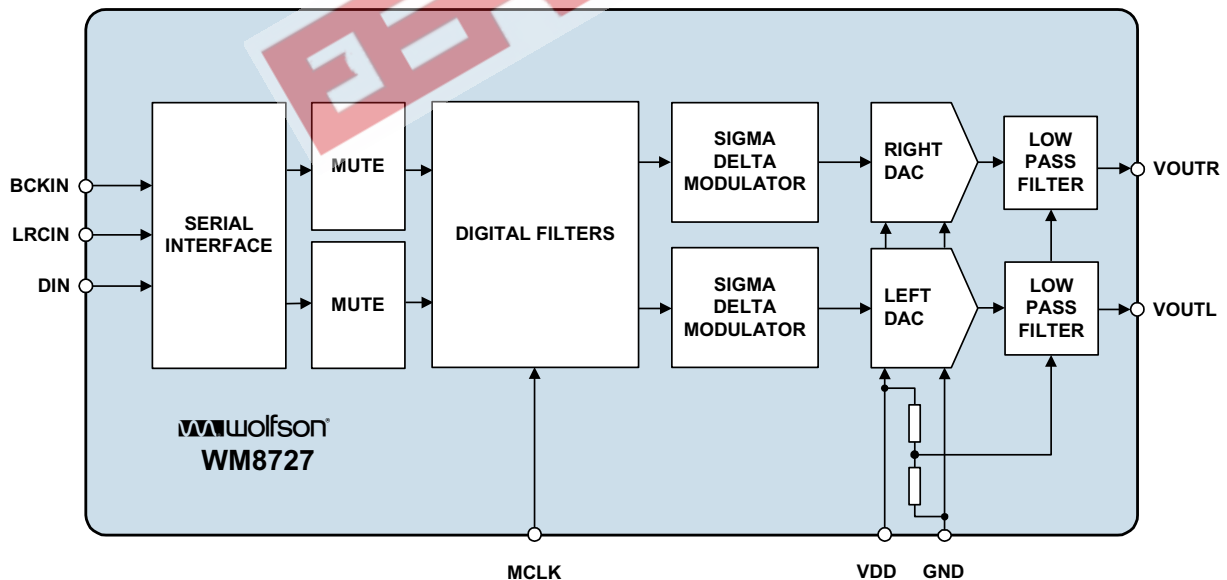 BCKIN
LRCIN
DIN
SERIAL
INTERFACE
MUTE
MUTE
DIGITAL FILTERS
SIGMA
DELTA
MODULATOR
SIGMA
DELTA
MODULATOR
RIGHT
DAC
LEFT
DAC
LOW
PASS
FILTER
LOW
PASS
FILTER
VOUTR
VOUTL
wolfson®
WM8727
MCLK
VDD
GND